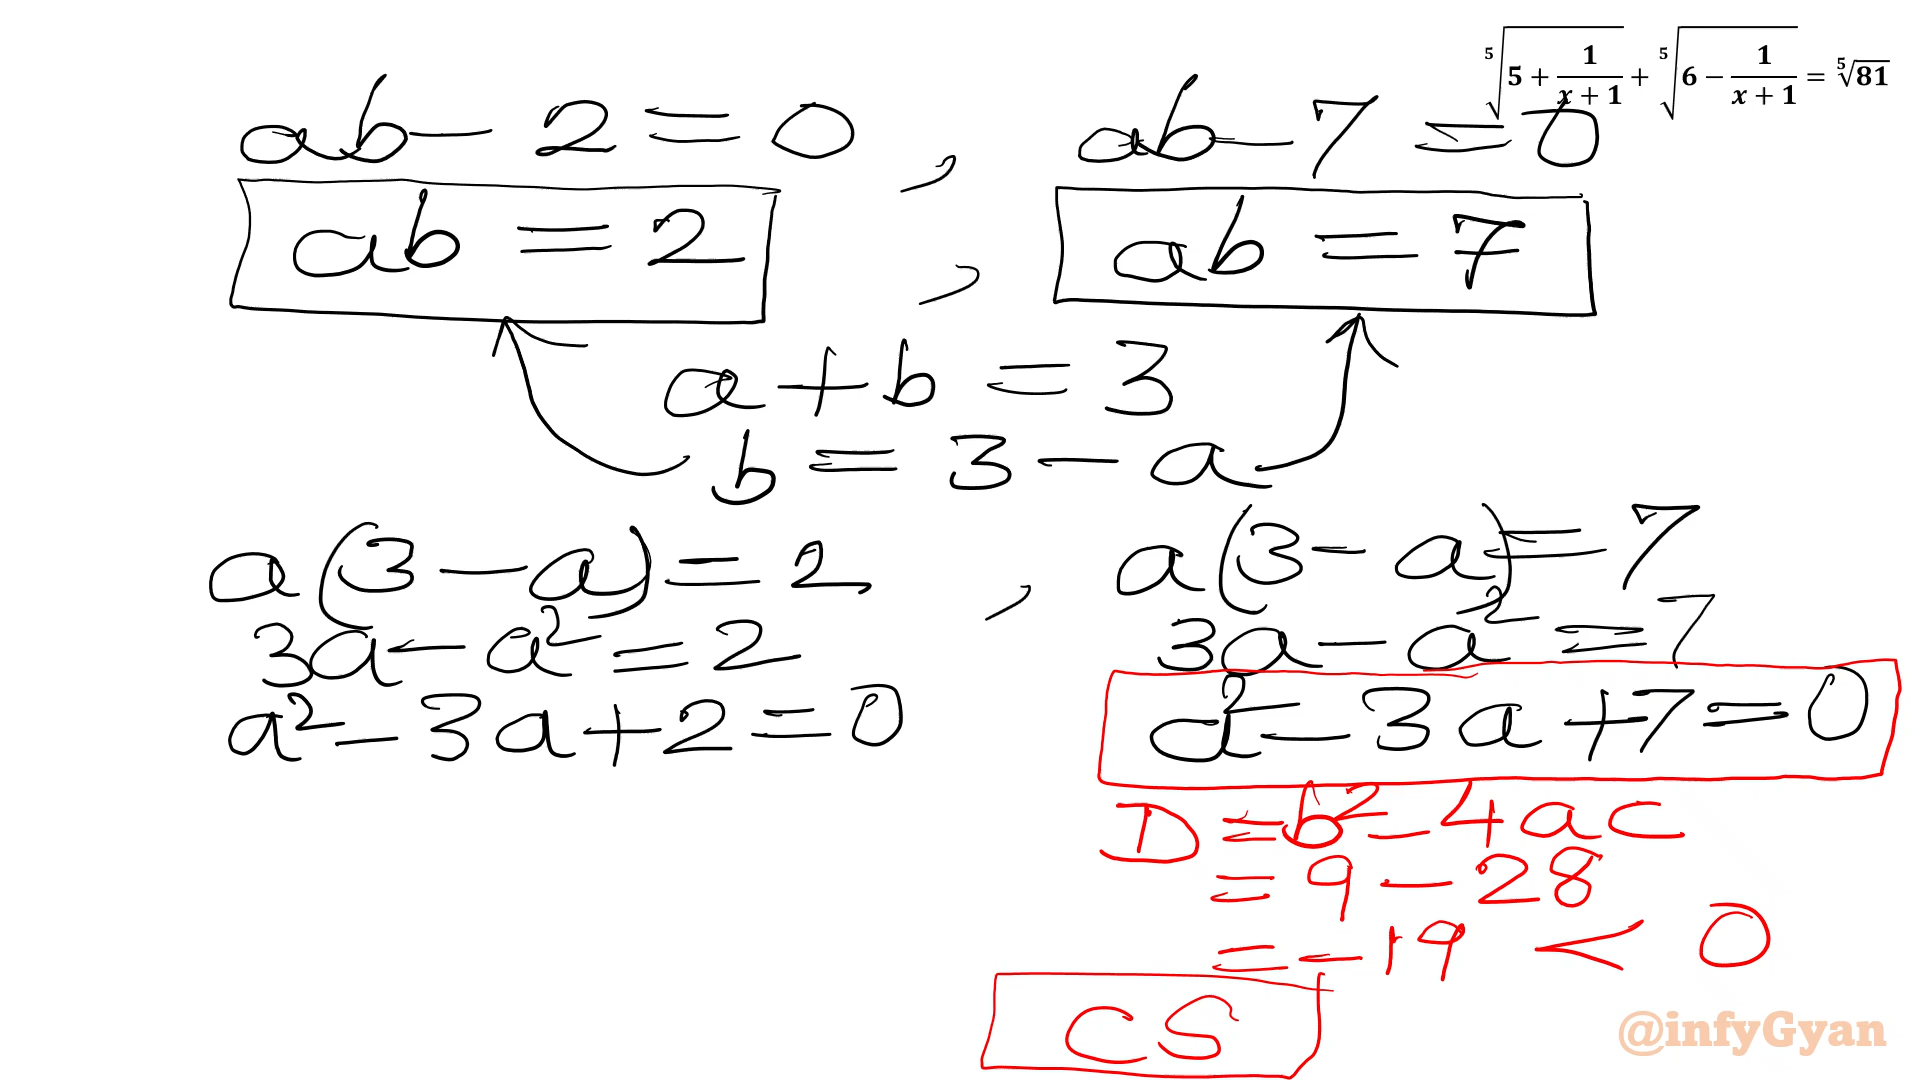 ⁵√(5 + 1/(x + 1)) + ⁵√(6 − 1/(x + 1)) = ⁵√81
ab − 2 = 0 , ab − 7 = 0
ab = 2 , ab = 7
a + b = 3
b = 3 − a
a(3 − a) = 2 , a(3 − a) = 7
3a − a² = 2 3a − a² = 7
a² − 3a + 2 = 0 a² − 3a + 7 = 0
D = b² − 4ac
= 9 − 28
= −19 < 0
CS
@infyGyan